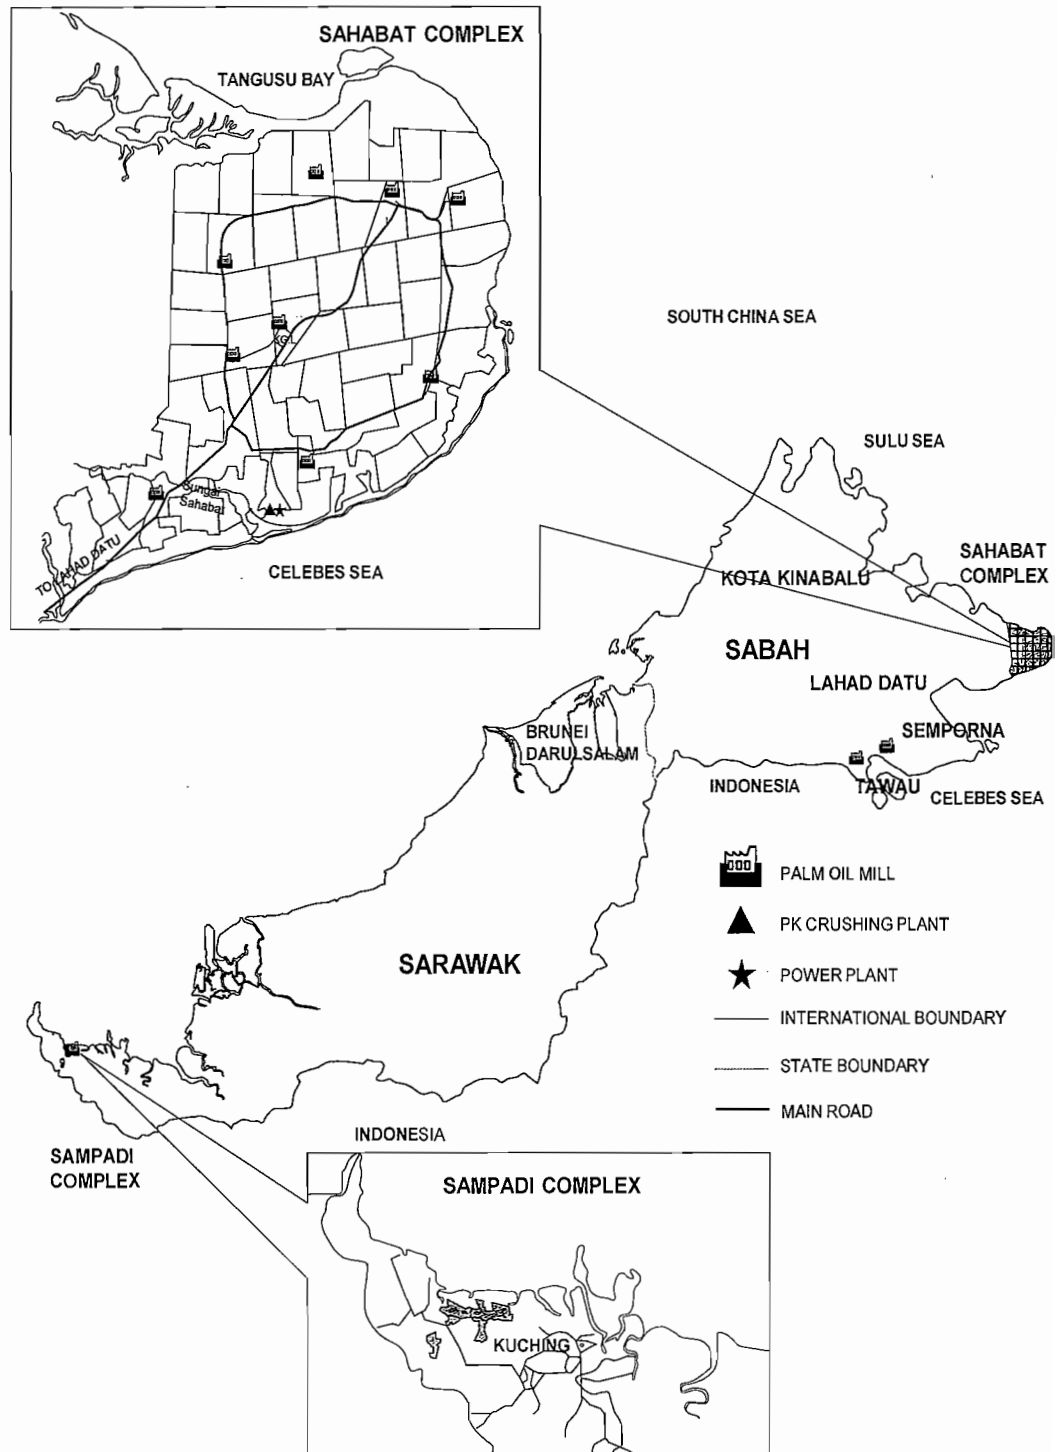 SAHABAT COMPLEX
TANGUSU BAY
KG
Sungai
Sahabat
TO LAHAD DATU
CELEBES SEA
SOUTH CHINA SEA
SULU SEA
KOTA KINABALU
SAHABAT
COMPLEX
SABAH
LAHAD DATU
SEMPORNA
BRUNEI
DARULSALAM
INDONESIA
TAWAU
CELEBES SEA
PALM OIL MILL
PK CRUSHING PLANT
POWER PLANT
INTERNATIONAL BOUNDARY
STATE BOUNDARY
MAIN ROAD
SARAWAK
INDONESIA
SAMPADI
COMPLEX
SAMPADI COMPLEX
KUCHING